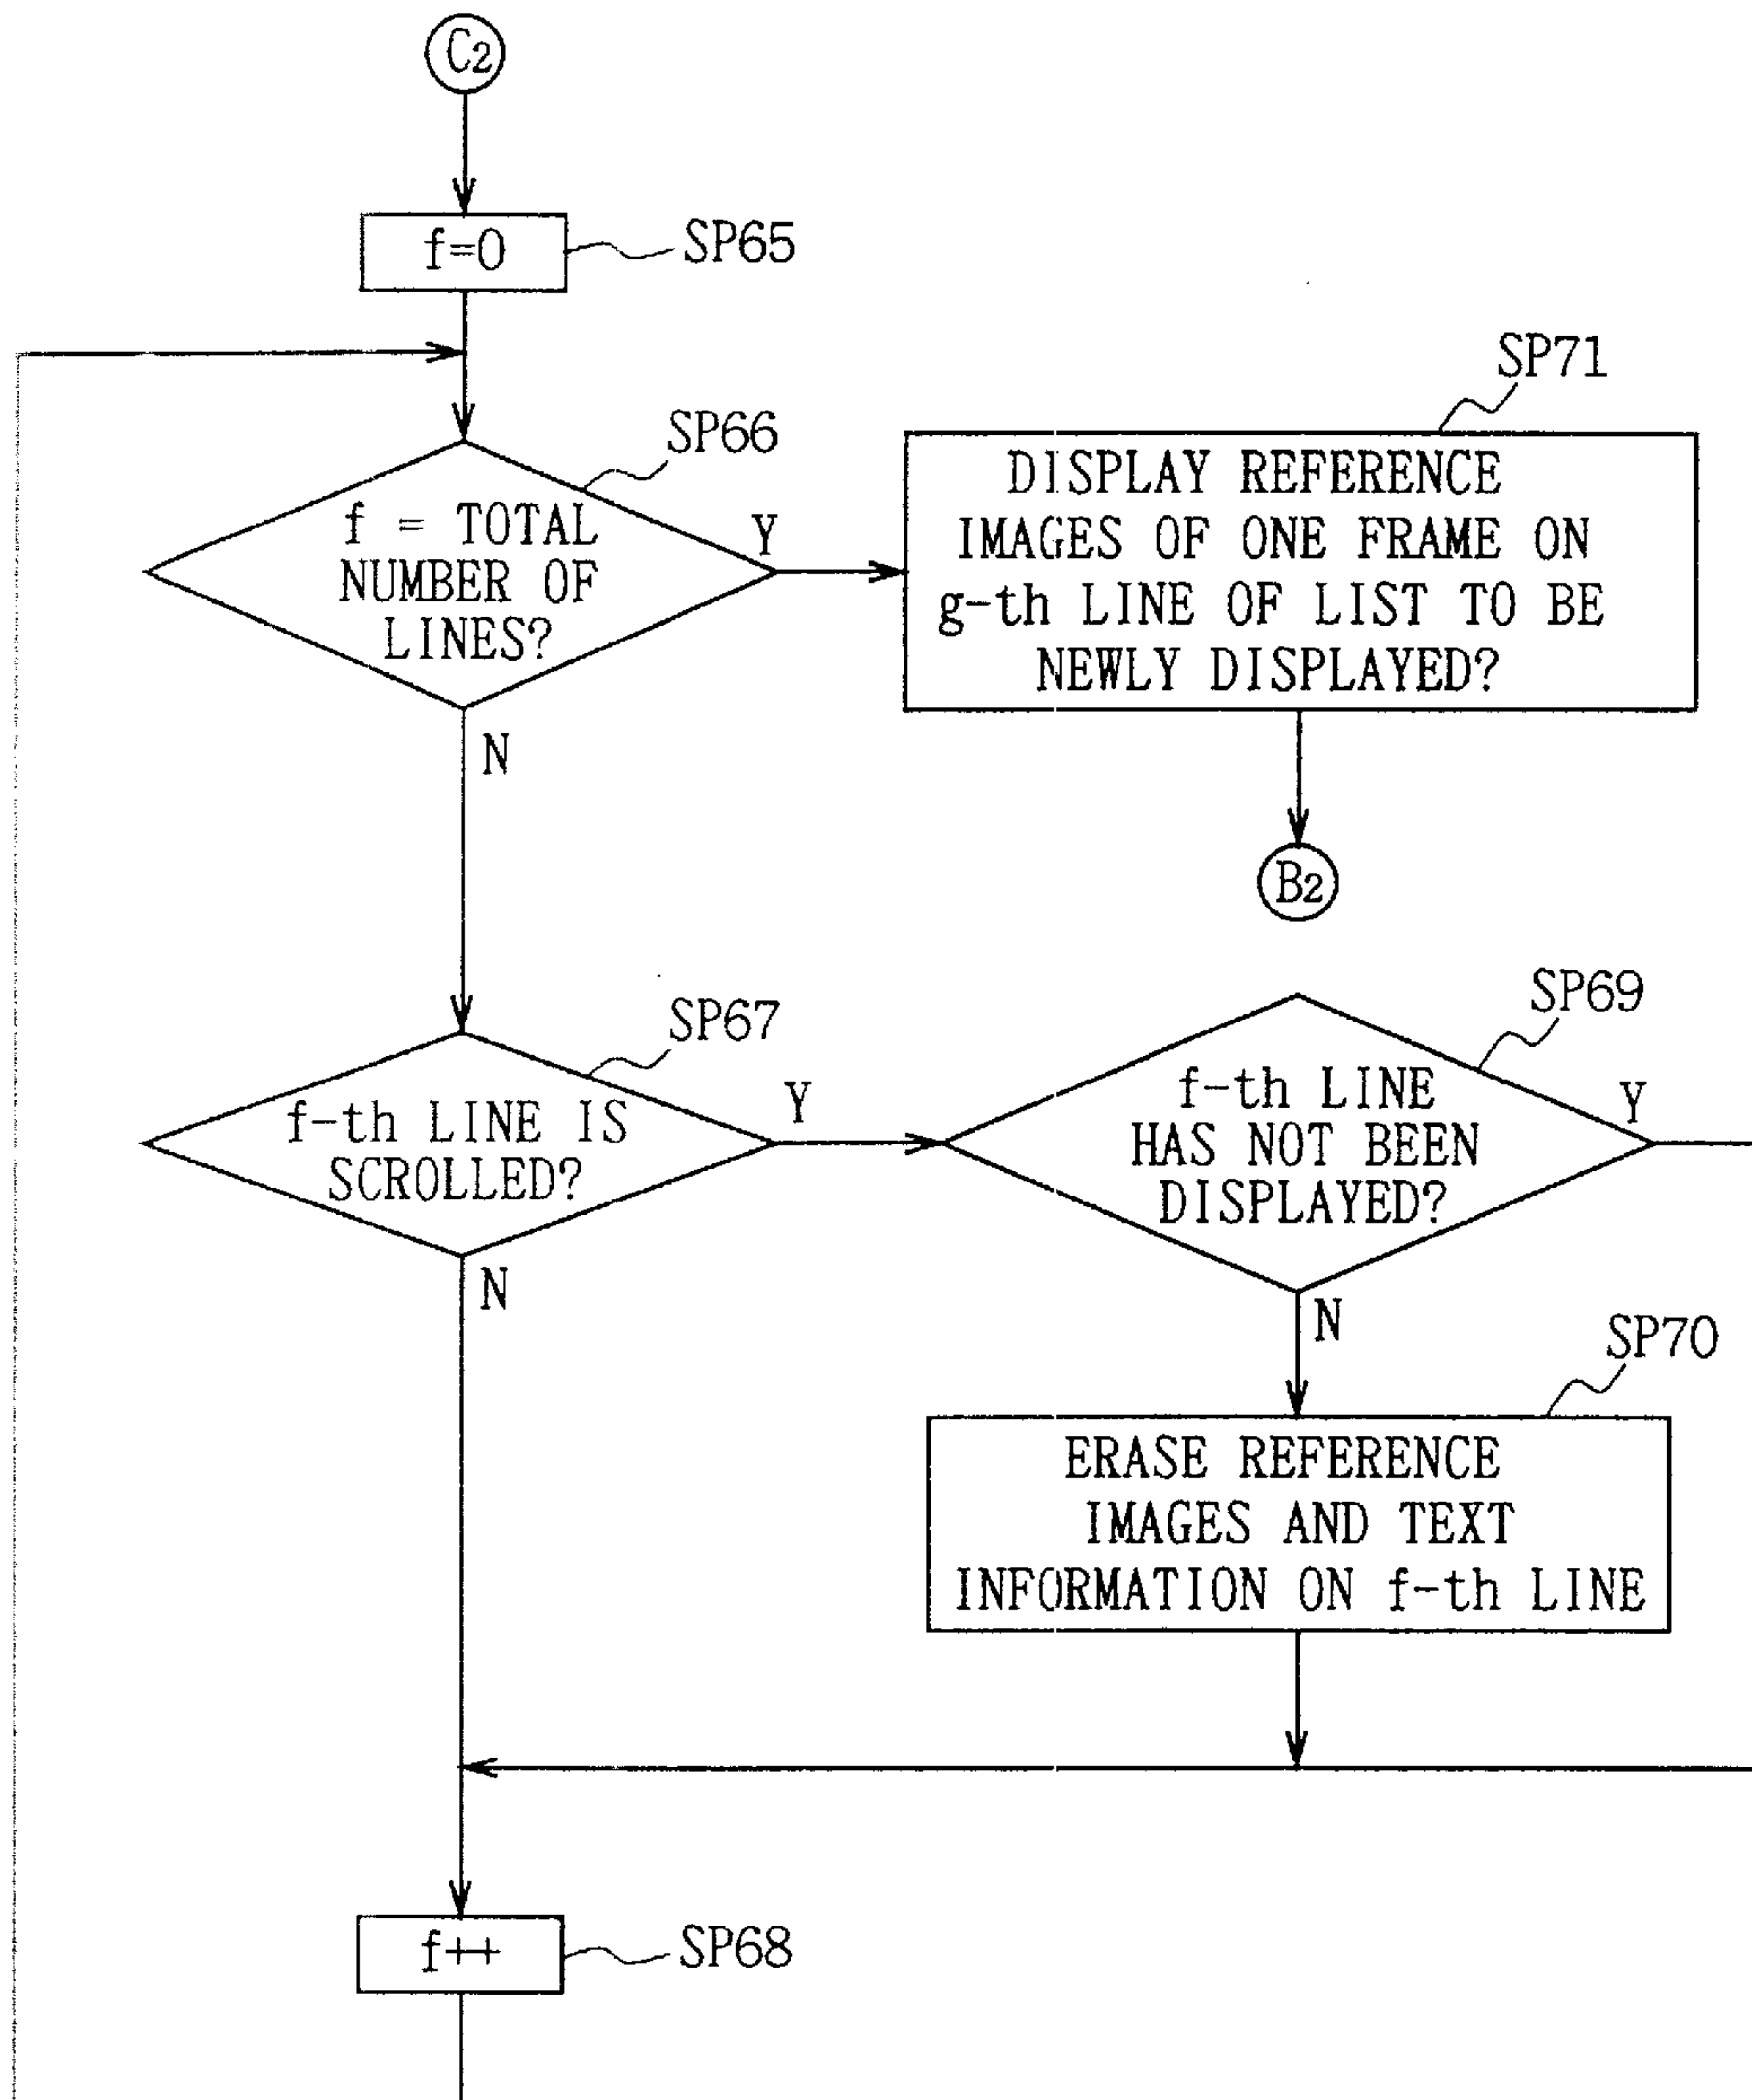 C2
f=0
SP65
SP66
f = TOTAL
NUMBER OF
LINES?
Y
N
SP71
DISPLAY REFERENCE
IMAGES OF ONE FRAME ON
g-th LINE OF LIST TO BE
NEWLY DISPLAYED?
B2
SP67
f-th LINE IS
SCROLLED?
Y
N
SP69
f-th LINE
HAS NOT BEEN
DISPLAYED?
Y
N
SP70
ERASE REFERENCE
IMAGES AND TEXT
INFORMATION ON f-th LINE
f++
SP68